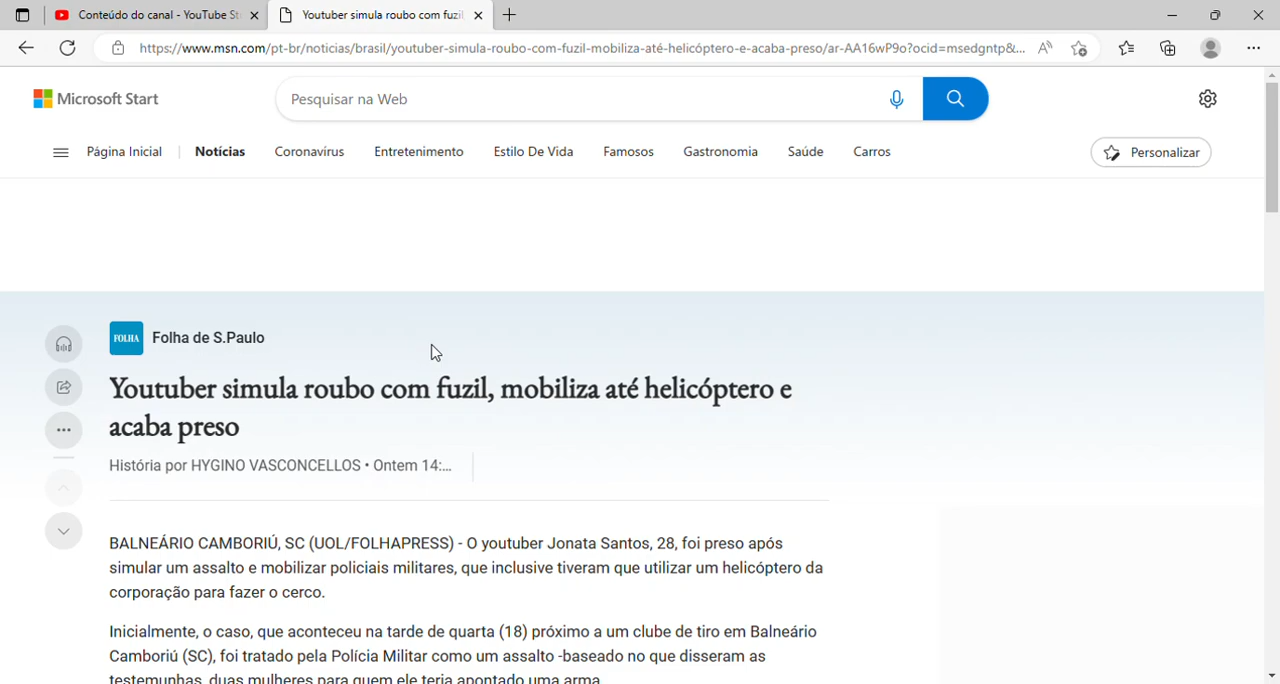 Conteúdo do canal - YouTube St
Youtuber simula roubo com fuzil,
https://www.msn.com/pt-br/noticias/brasil/youtuber-simula-roubo-com-fuzil-mobiliza-até-helicóptero-e-acaba-preso/ar-AA16wP9o?ocid=msedgntp&...
Microsoft Start
Pesquisar na Web
Página Inicial Notícias Coronavírus Entretenimento Estilo De Vida Famosos Gastronomia Saúde Carros Personalizar
FOLHA Folha de S.Paulo
Youtuber simula roubo com fuzil, mobiliza até helicóptero e
acaba preso
História por HYGINO VASCONCELLOS • Ontem 14:...
BALNEÁRIO CAMBORIÚ, SC (UOL/FOLHAPRESS) - O youtuber Jonata Santos, 28, foi preso após
simular um assalto e mobilizar policiais militares, que inclusive tiveram que utilizar um helicóptero da
corporação para fazer o cerco.
Inicialmente, o caso, que aconteceu na tarde de quarta (18) próximo a um clube de tiro em Balneário
Camboriú (SC), foi tratado pela Polícia Militar como um assalto -baseado no que disseram as
testemunhas, duas mulheres para quem ele teria apontado uma arma.